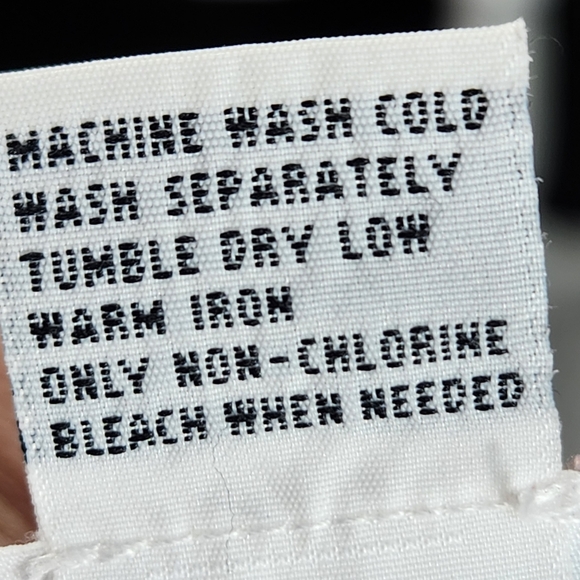 MACHINE WASH COLD
WASH SEPARATELY
TUMBLE DRY LOW
WARM IRON
ONLY NON-CHLORINE
BLEACH WHEN NEEDED